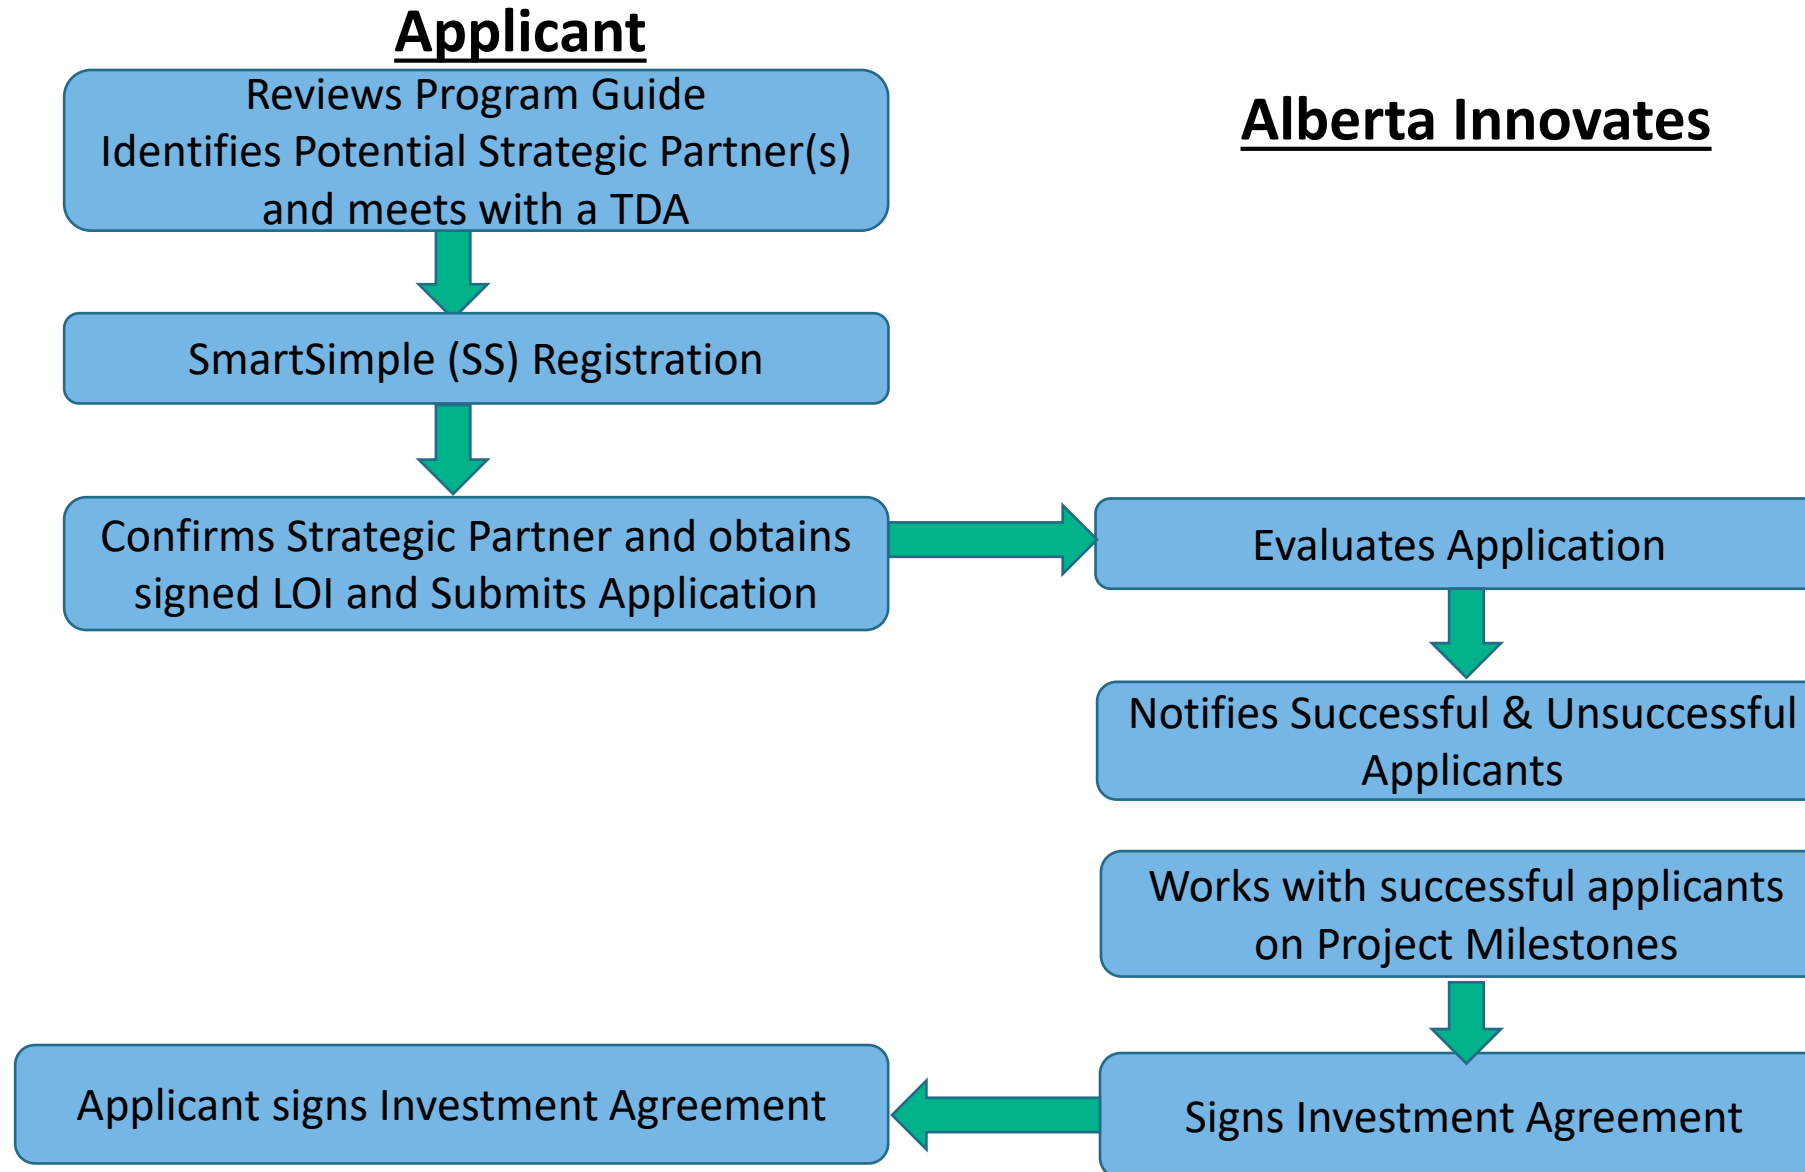 Applicant
Reviews Program Guide
Identifies Potential Strategic Partner(s)
and meets with a TDA
Alberta Innovates
SmartSimple (SS) Registration
Confirms Strategic Partner and obtains
signed LOI and Submits Application
Evaluates Application
Notifies Successful & Unsuccessful
Applicants
Works with successful applicants
on Project Milestones
Signs Investment Agreement
Applicant signs Investment Agreement